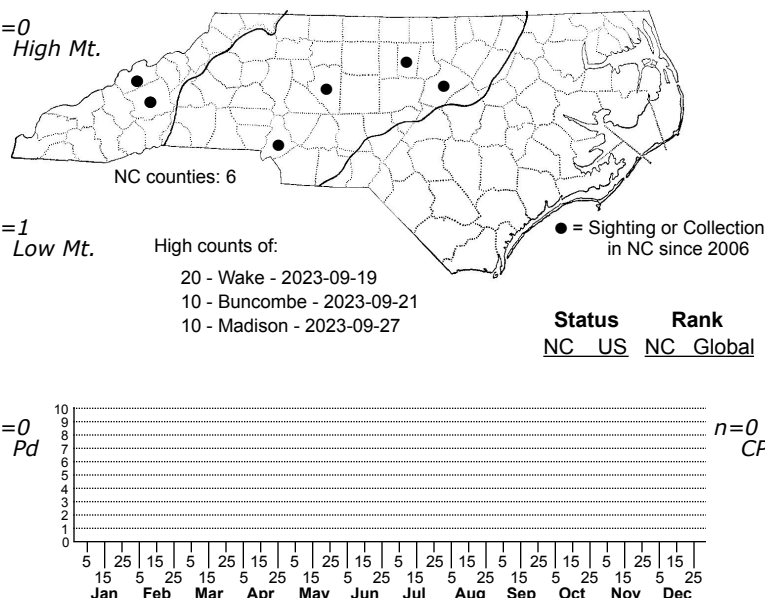 =0
High Mt.
NC counties: 6
=1
Low Mt.
High counts of:
20 - Wake - 2023-09-19
10 - Buncombe - 2023-09-21
10 - Madison - 2023-09-27
● = Sighting or Collection
in NC since 2006
Status Rank
NC US NC Global
=0
Pd
n=0
CP
10
9
8
7
6
5
4
3
2
1
0
5 25 15 5 25 15 5 25 15 5 25 15 5 25 15 5 25 15
15 5 25 15 5 25 15 5 25 15 5 25 15 5 25 15 5 25
Jan Feb Mar Apr May Jun Jul Aug Sep Oct Nov Dec